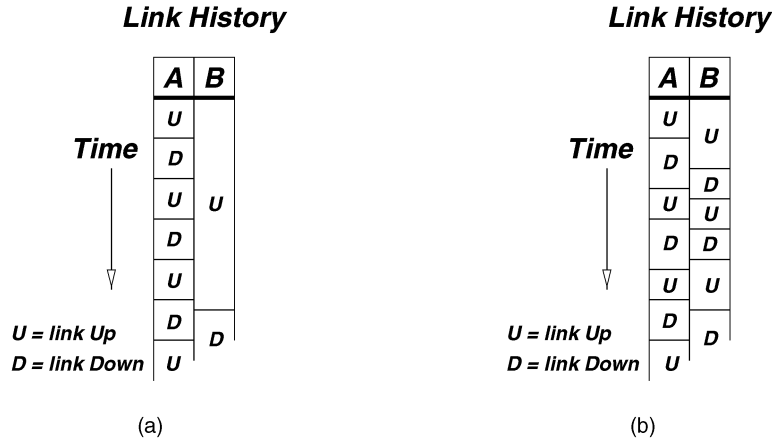 Link History
A B
U
D
U
D
U
D
U
U
D
Time
U = link Up
D = link Down
(a)
Link History
A B
U
D
U
D
U
D
U
U
D
U
D
U
D
Time
U = link Up
D = link Down
(b)